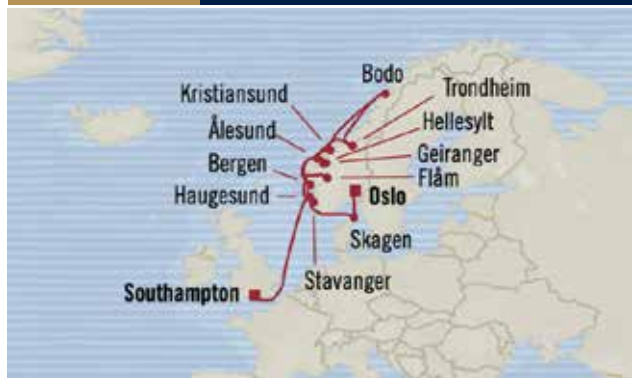 Bodo
Trondheim
Kristiansund
Hellesylt
Ålesund
Geiranger
Bergen
Flåm
Haugesund
Oslo
Skagen
Stavanger
Southampton